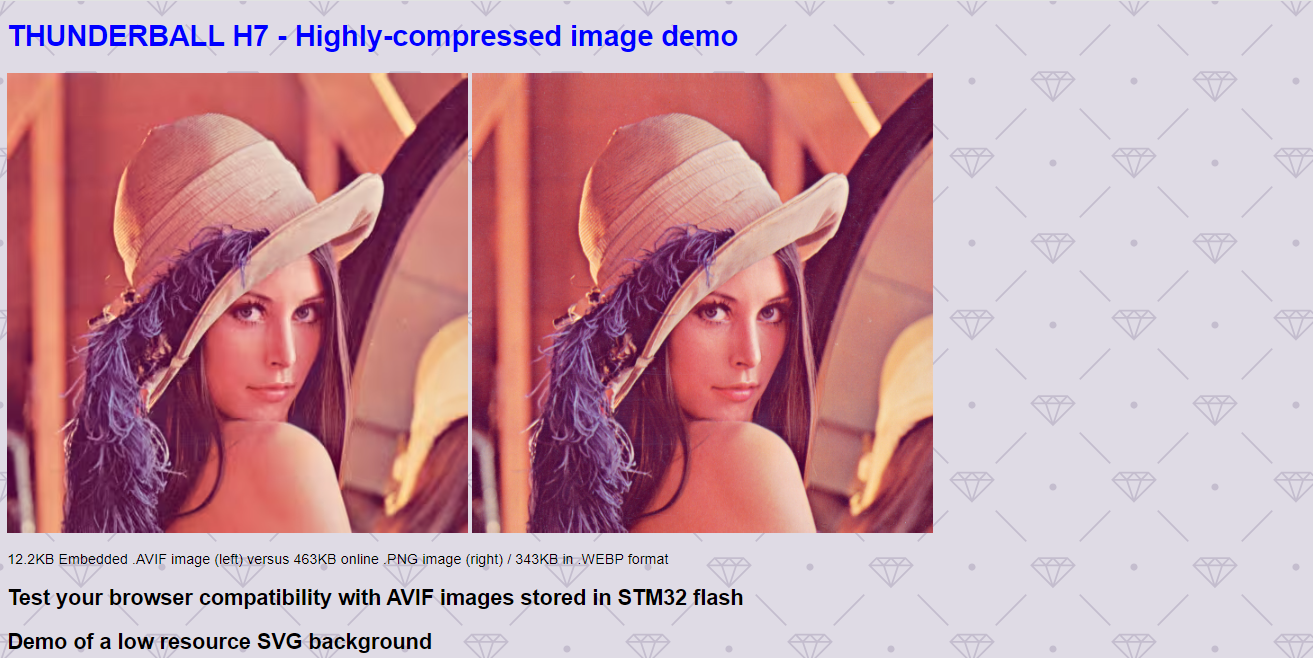 THUNDERBALL H7 - Highly-compressed image demo
12.2KB Embedded .AVIF image (left) versus 463KB online .PNG image (right) / 343KB in .WEBP format
Test your browser compatibility with AVIF images stored in STM32 flash
Demo of a low resource SVG background